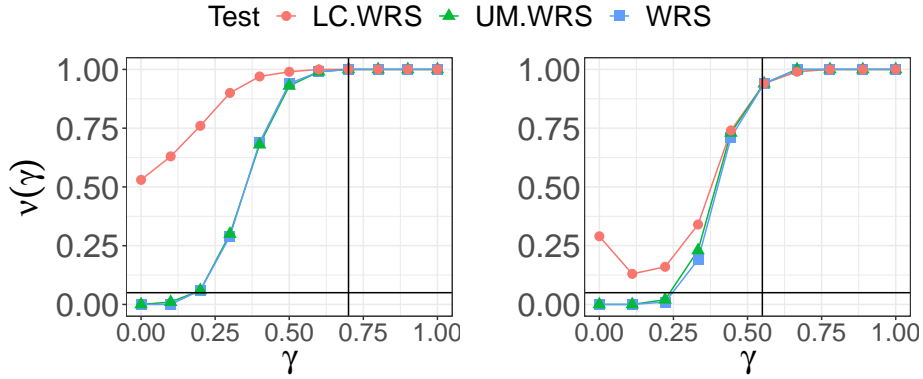 Test LC.WRS UM.WRS WRS
1.00 1.00
0.75 0.75
0.50 0.50
0.25 0.25
0.00 0.00
ν(γ)
0.00 0.25 0.50 0.75 1.00 0.00 0.25 0.50 0.75 1.00
γ γ